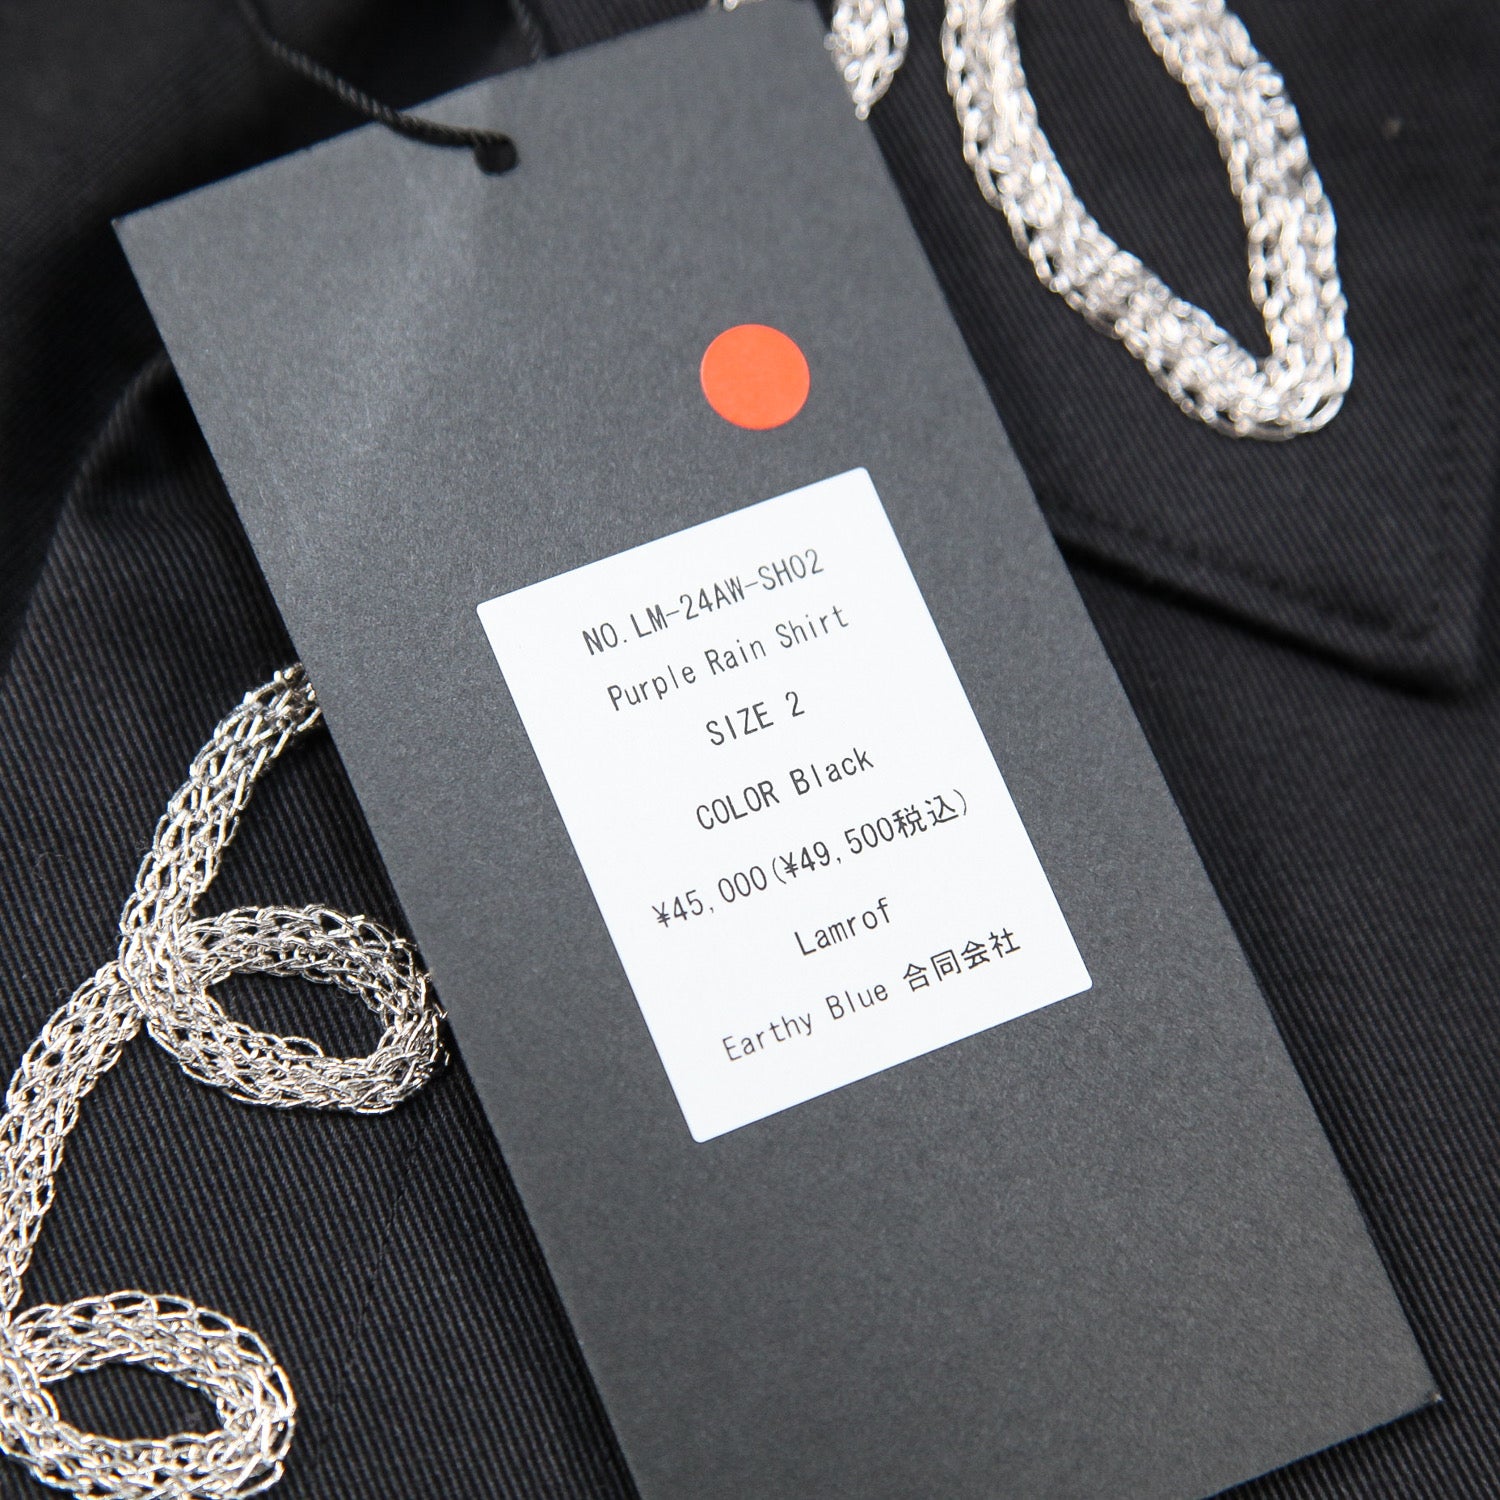 NO.LM-24AW-SH02
Purple Rain Shirt
SIZE 2
COLOR Black
¥45,000(¥49,500税込)
Lamrof
Earthy Blue 合同会社